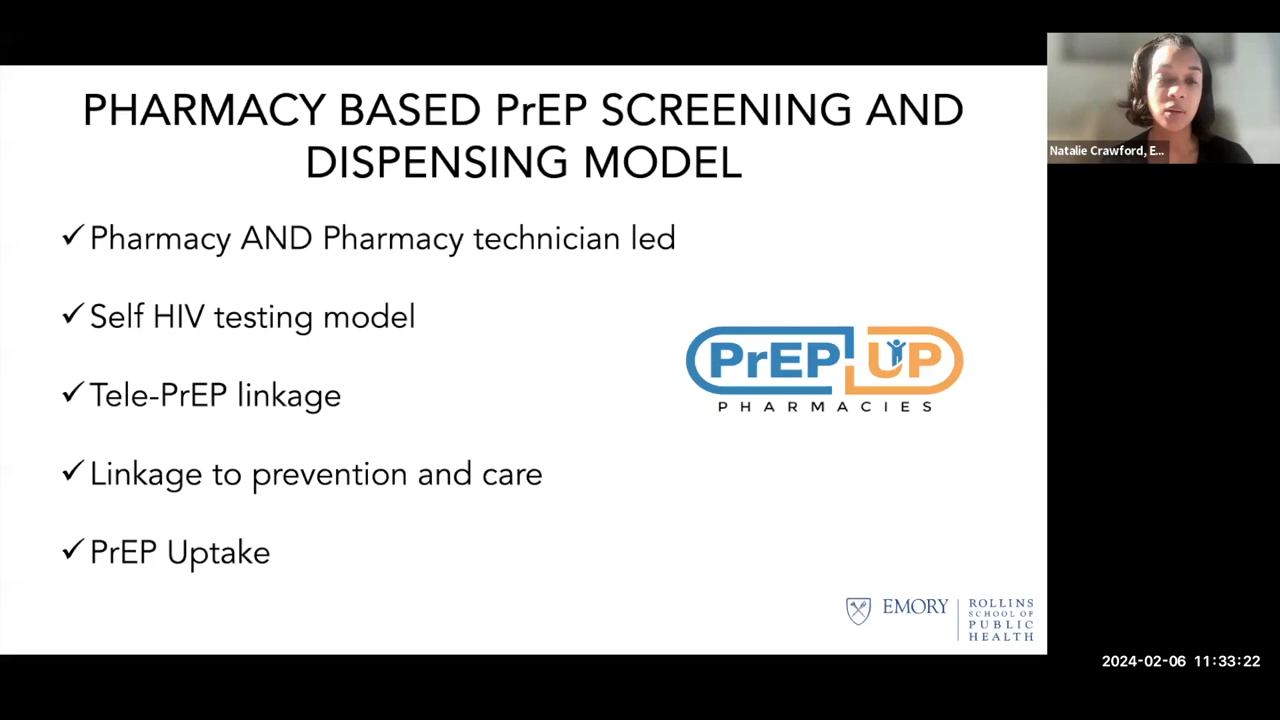 PHARMACY BASED PrEP SCREENING AND
DISPENSING MODEL
✓ Pharmacy AND Pharmacy technician led
✓ Self HIV testing model
✓ Tele-PrEP linkage
✓ Linkage to prevention and care
✓ PrEP Uptake
PrEP-UP
PHARMACIES
EMORY
ROLLINS
SCHOOL OF
PUBLIC
HEALTH
Natalie Crawford, E...
2024-02-06 11:33:22